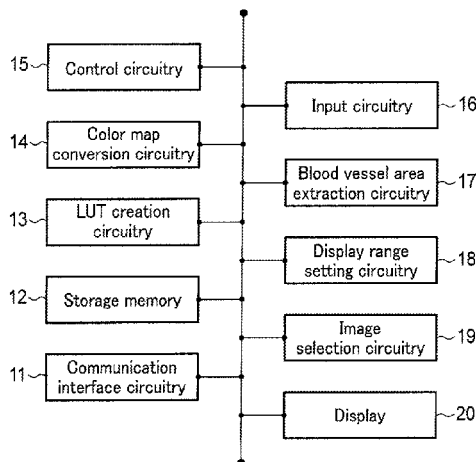 15
Control circuitry
14
Color map
conversion circuitry
13
LUT creation
circuitry
12
Storage memory
11
Communication
interface circuitry
Input circuitry
16
Blood vessel area
extraction circuitry
17
Display range
setting circuitry
18
Image
selection circuitry
19
Display
20